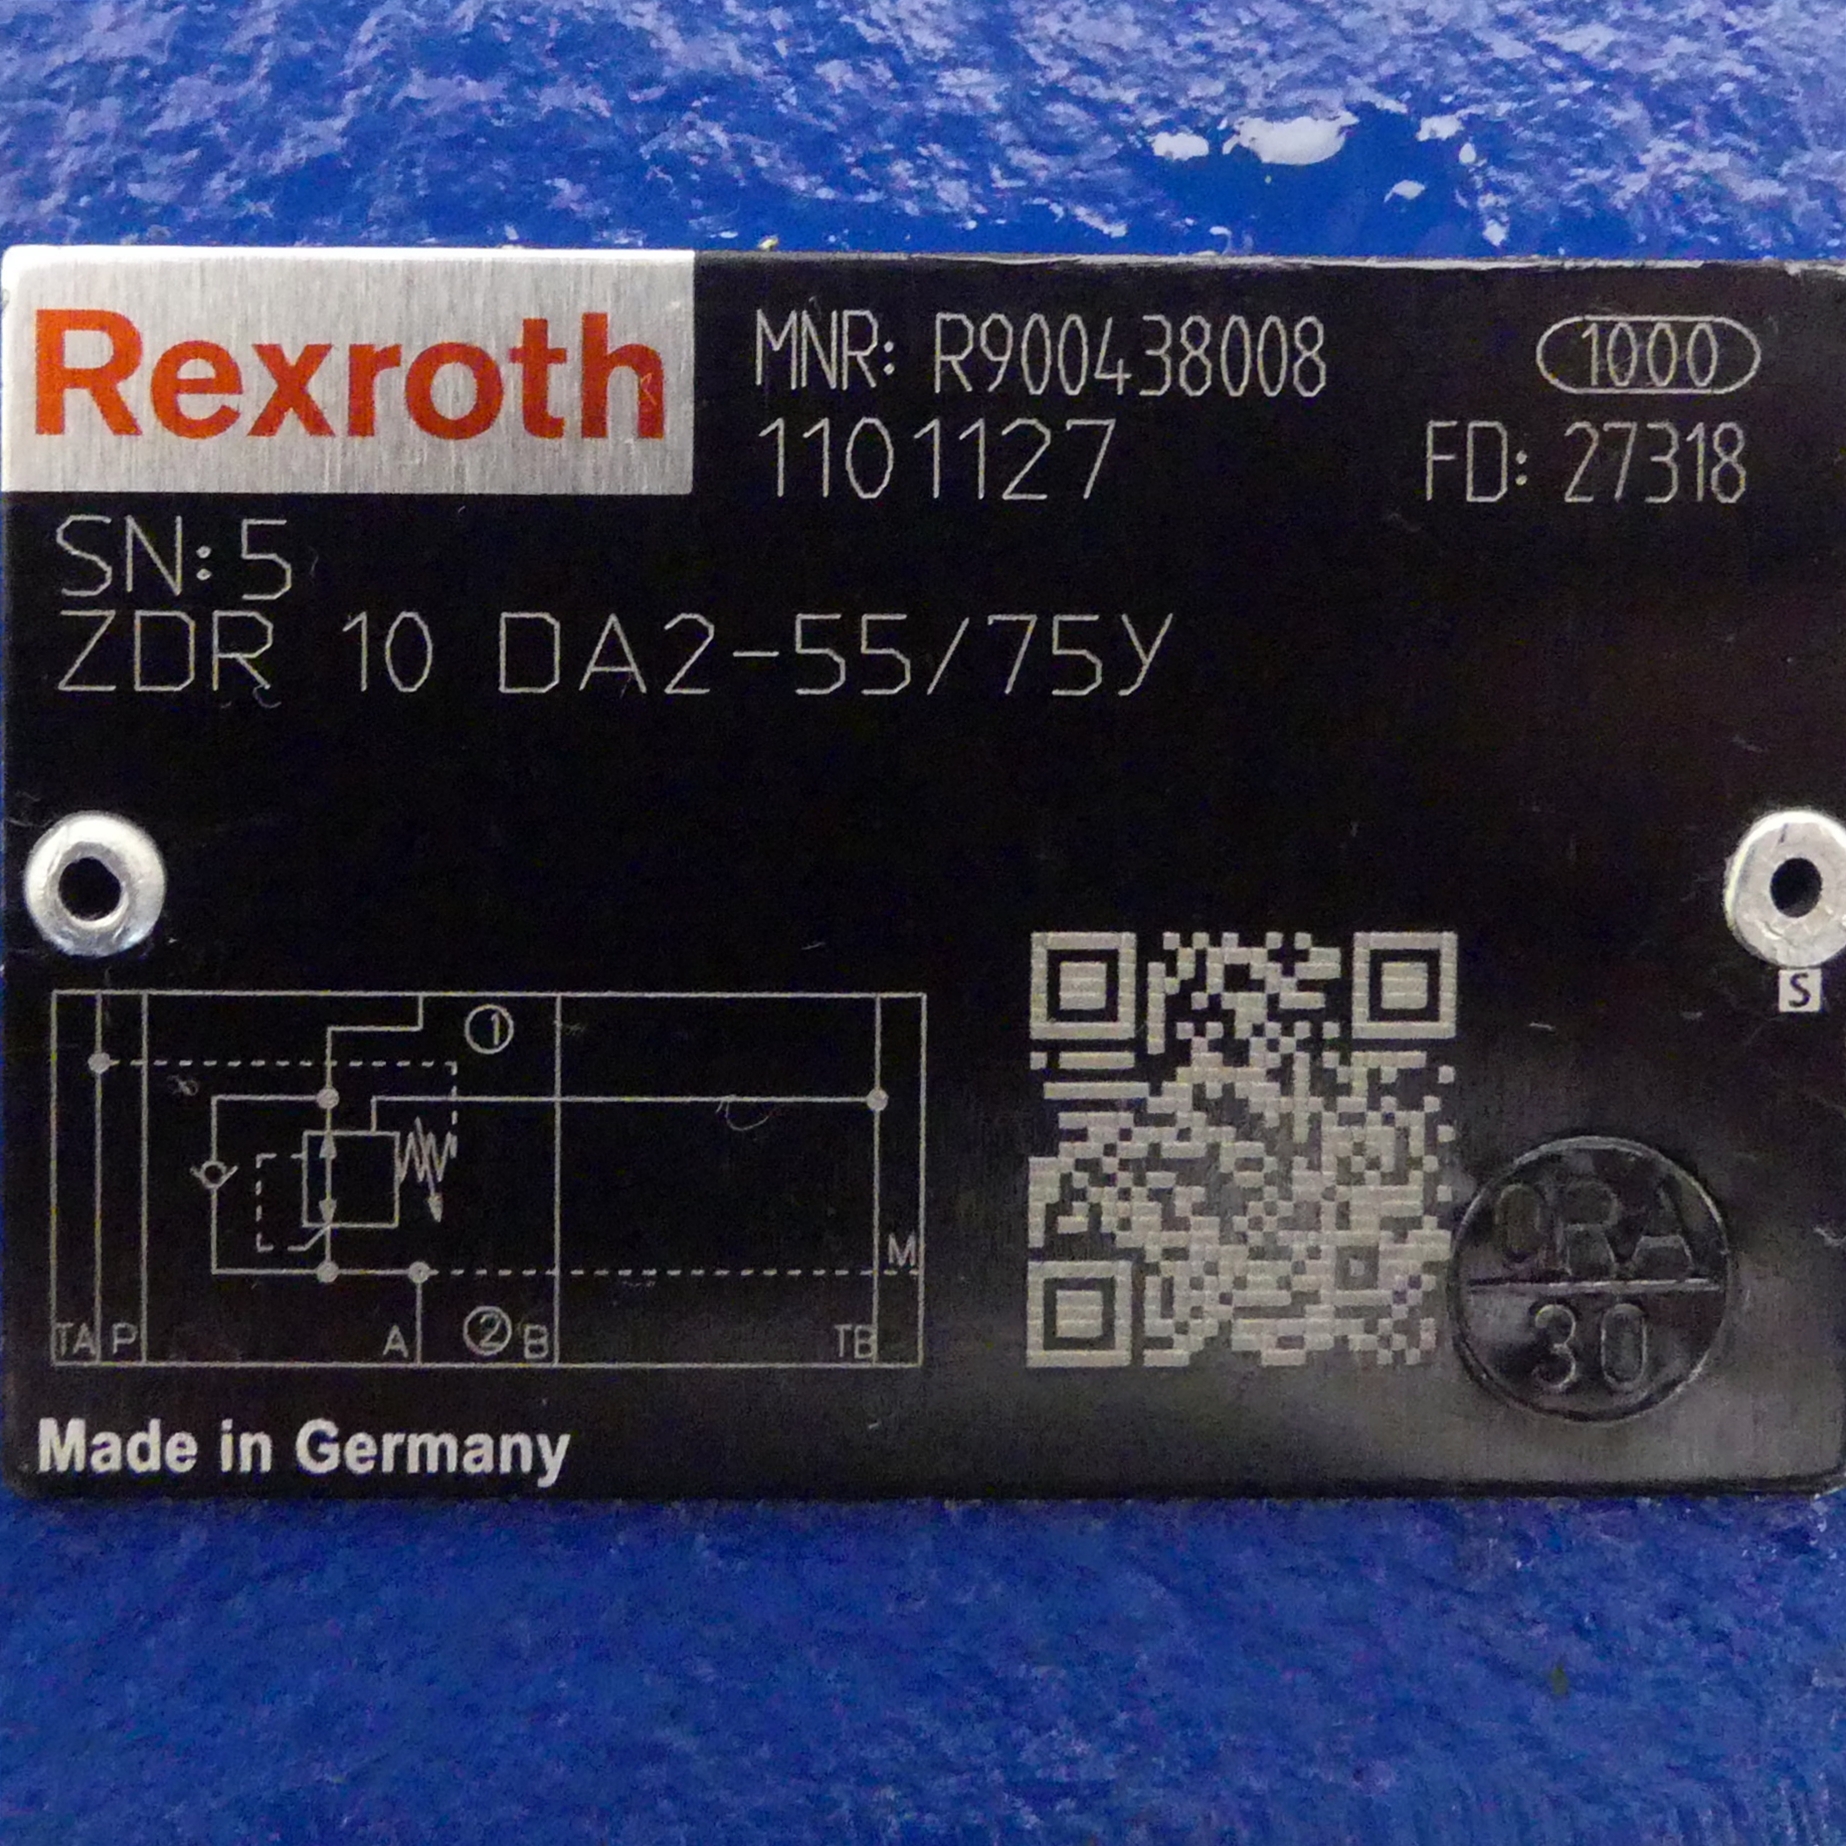 Rexroth
MNR: R900438008
1000
1101127
FD: 27318
SN: 5
ZDR 10 DA2-55/75Y
S
①
M
TA P A ② B TB
QRA
30
Made in Germany